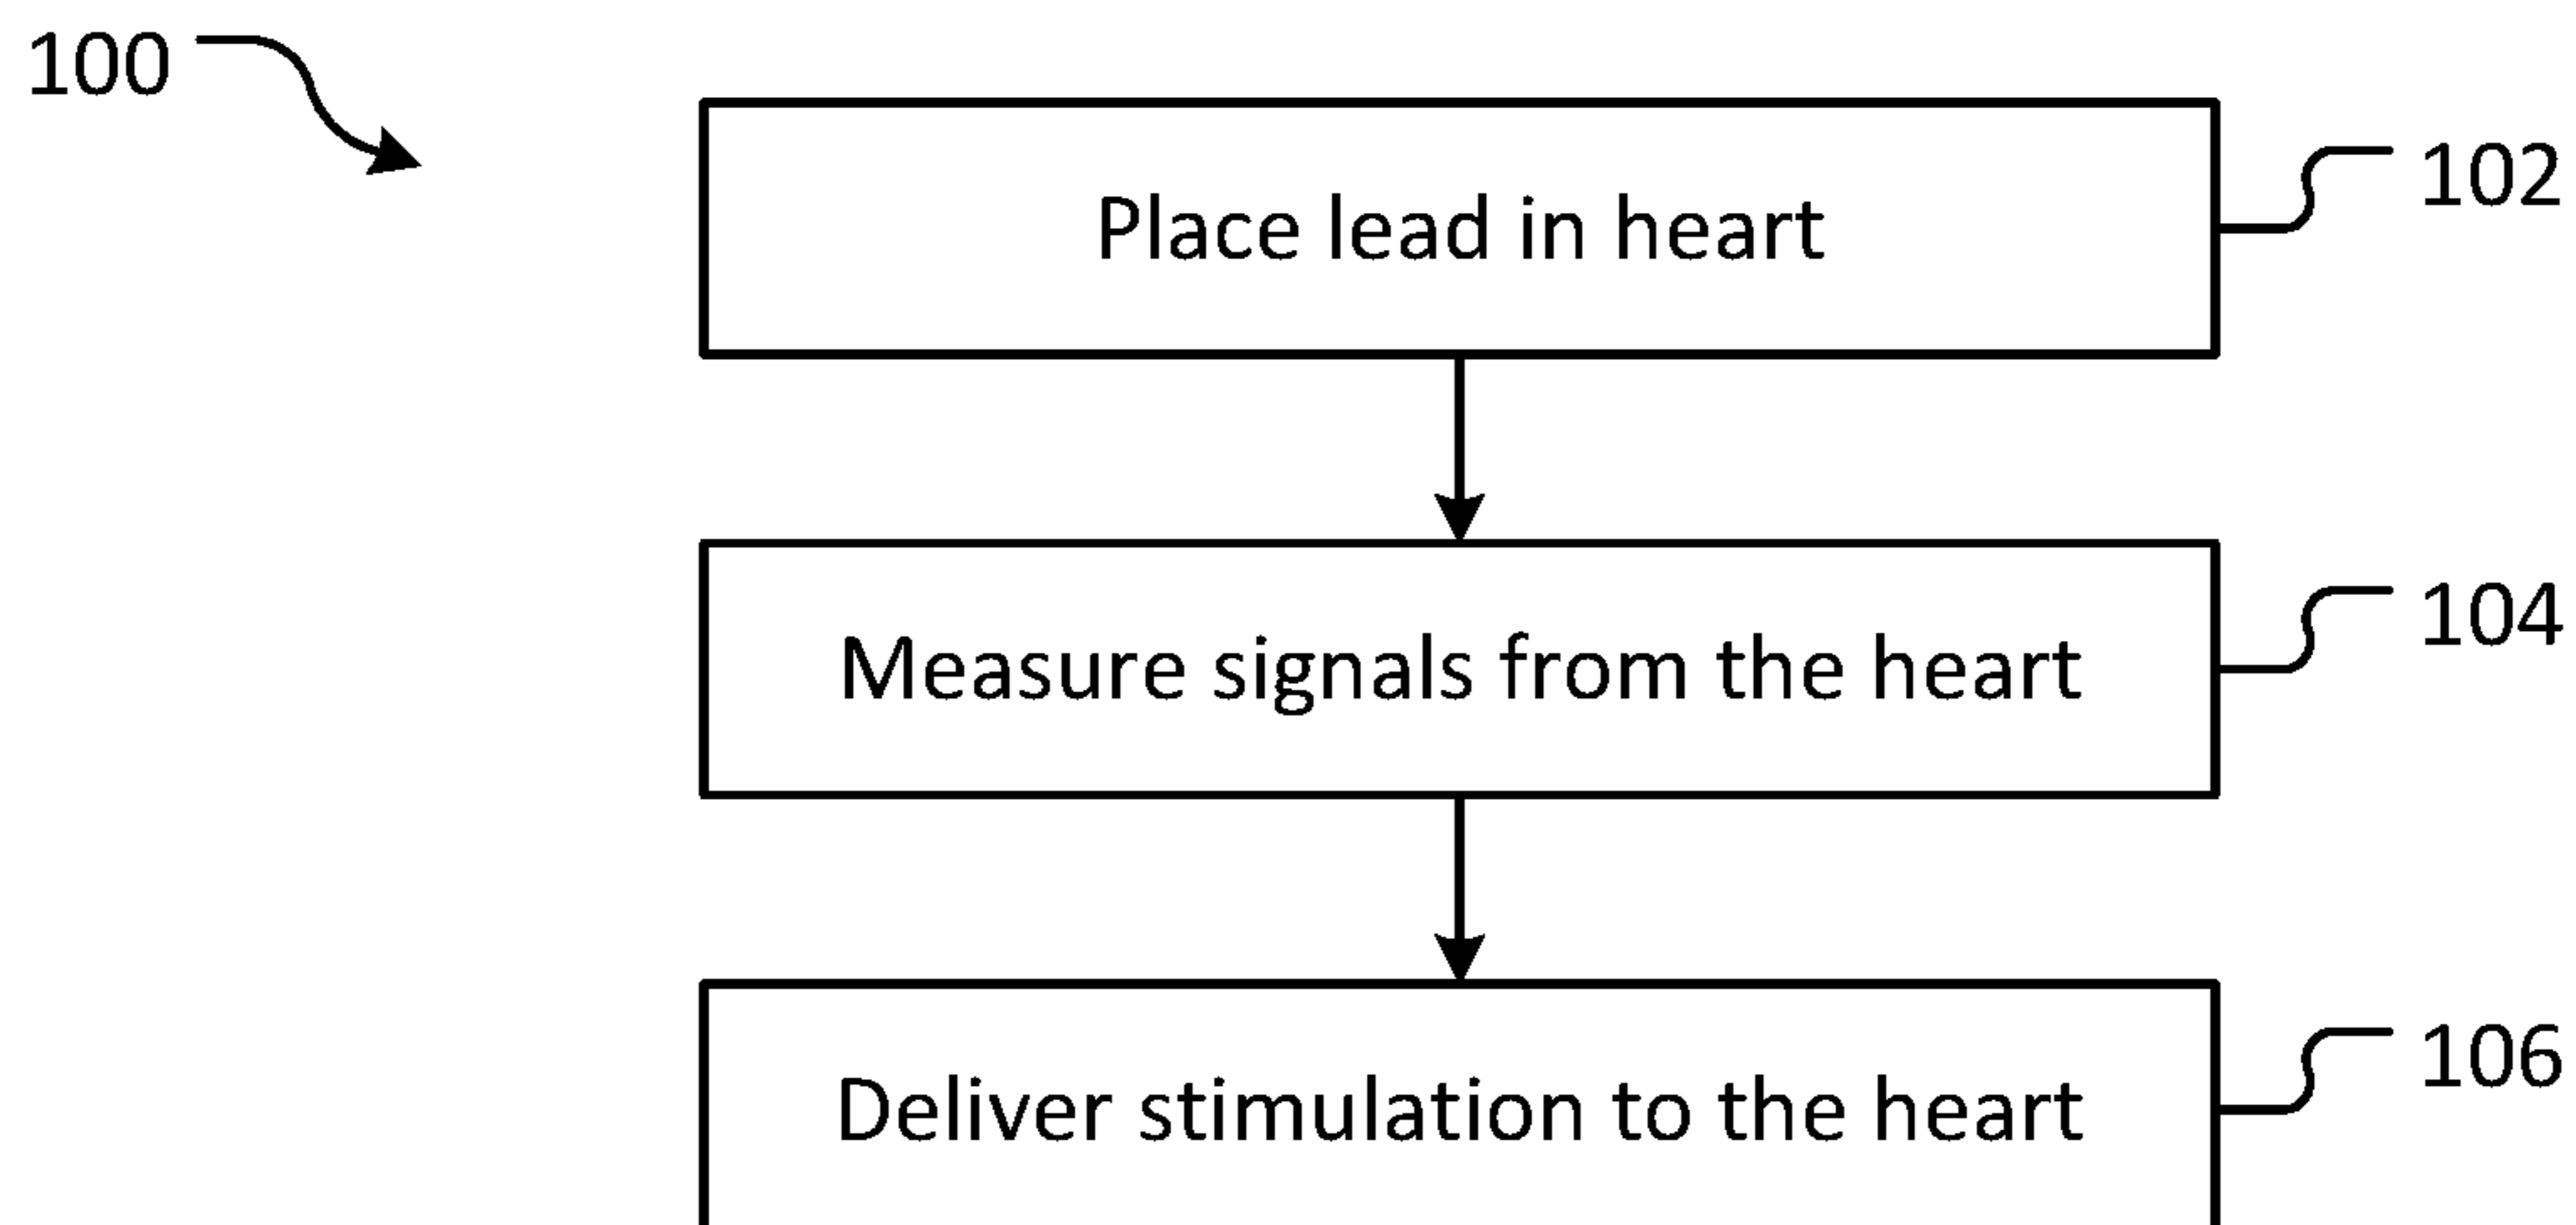 100
Place lead in heart
102
Measure signals from the heart
104
Deliver stimulation to the heart
106